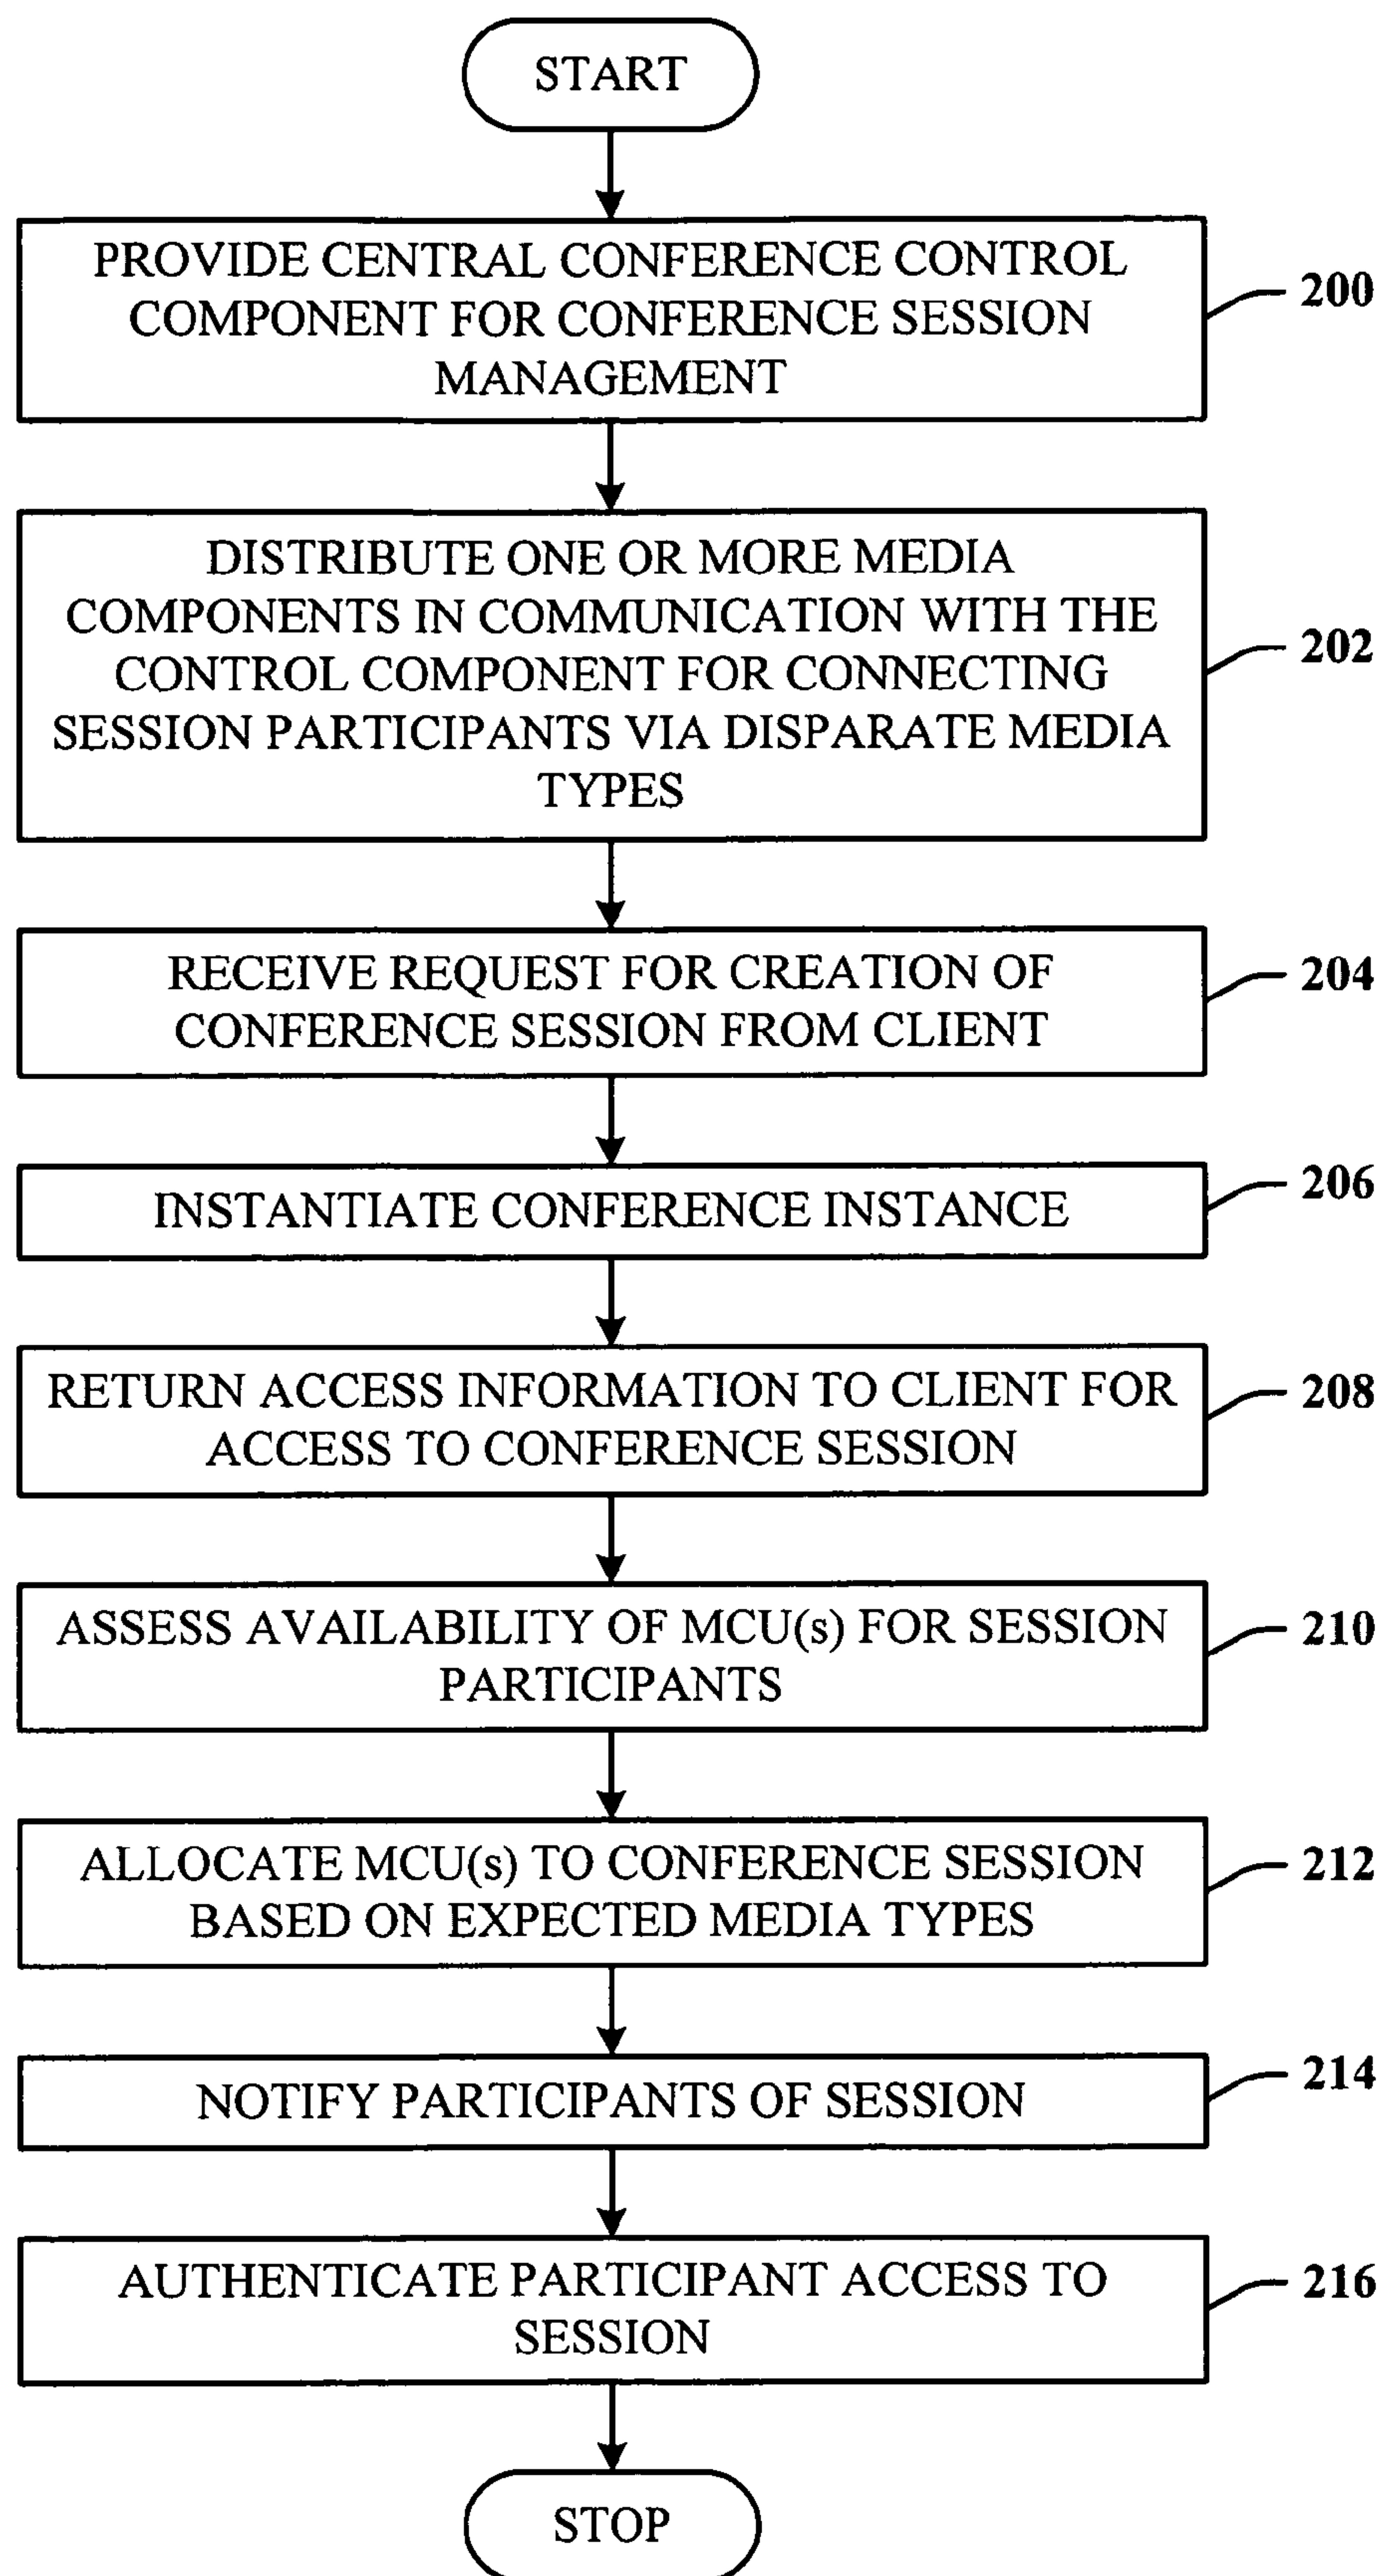 START
PROVIDE CENTRAL CONFERENCE CONTROL
COMPONENT FOR CONFERENCE SESSION
MANAGEMENT
200
DISTRIBUTE ONE OR MORE MEDIA
COMPONENTS IN COMMUNICATION WITH THE
CONTROL COMPONENT FOR CONNECTING
SESSION PARTICIPANTS VIA DISPARATE MEDIA
TYPES
202
RECEIVE REQUEST FOR CREATION OF
CONFERENCE SESSION FROM CLIENT
204
INSTANTIATE CONFERENCE INSTANCE
206
RETURN ACCESS INFORMATION TO CLIENT FOR
ACCESS TO CONFERENCE SESSION
208
ASSESS AVAILABILITY OF MCU(s) FOR SESSION
PARTICIPANTS
210
ALLOCATE MCU(s) TO CONFERENCE SESSION
BASED ON EXPECTED MEDIA TYPES
212
NOTIFY PARTICIPANTS OF SESSION
214
AUTHENTICATE PARTICIPANT ACCESS TO
SESSION
216
STOP